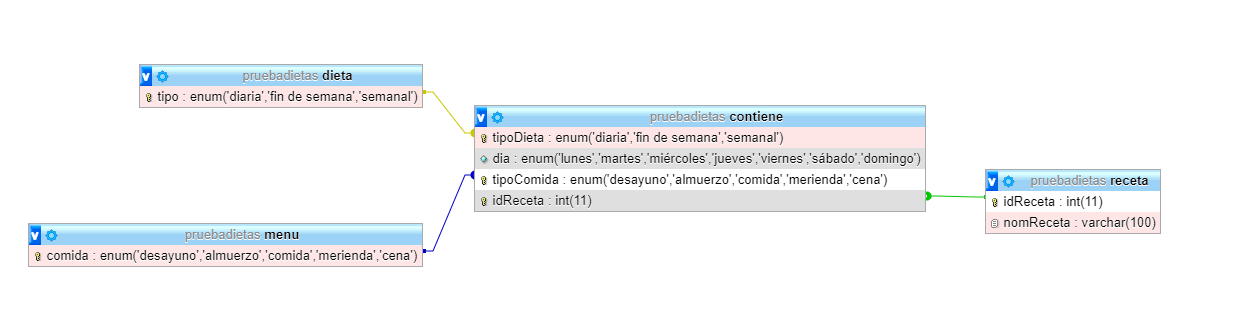 pruebadietas dieta
tipo : enum('diaria','fin de semana','semanal')
pruebadietas contiene
tipoDieta : enum('diaria','fin de semana','semanal')
dia : enum('lunes','martes','miércoles','jueves','viernes','sábado','domingo')
tipoComida : enum('desayuno','almuerzo','comida','merienda','cena')
idReceta : int(11)
pruebadietas receta
idReceta : int(11)
nomReceta : varchar(100)
pruebadietas menu
comida : enum('desayuno','almuerzo','comida','merienda','cena')